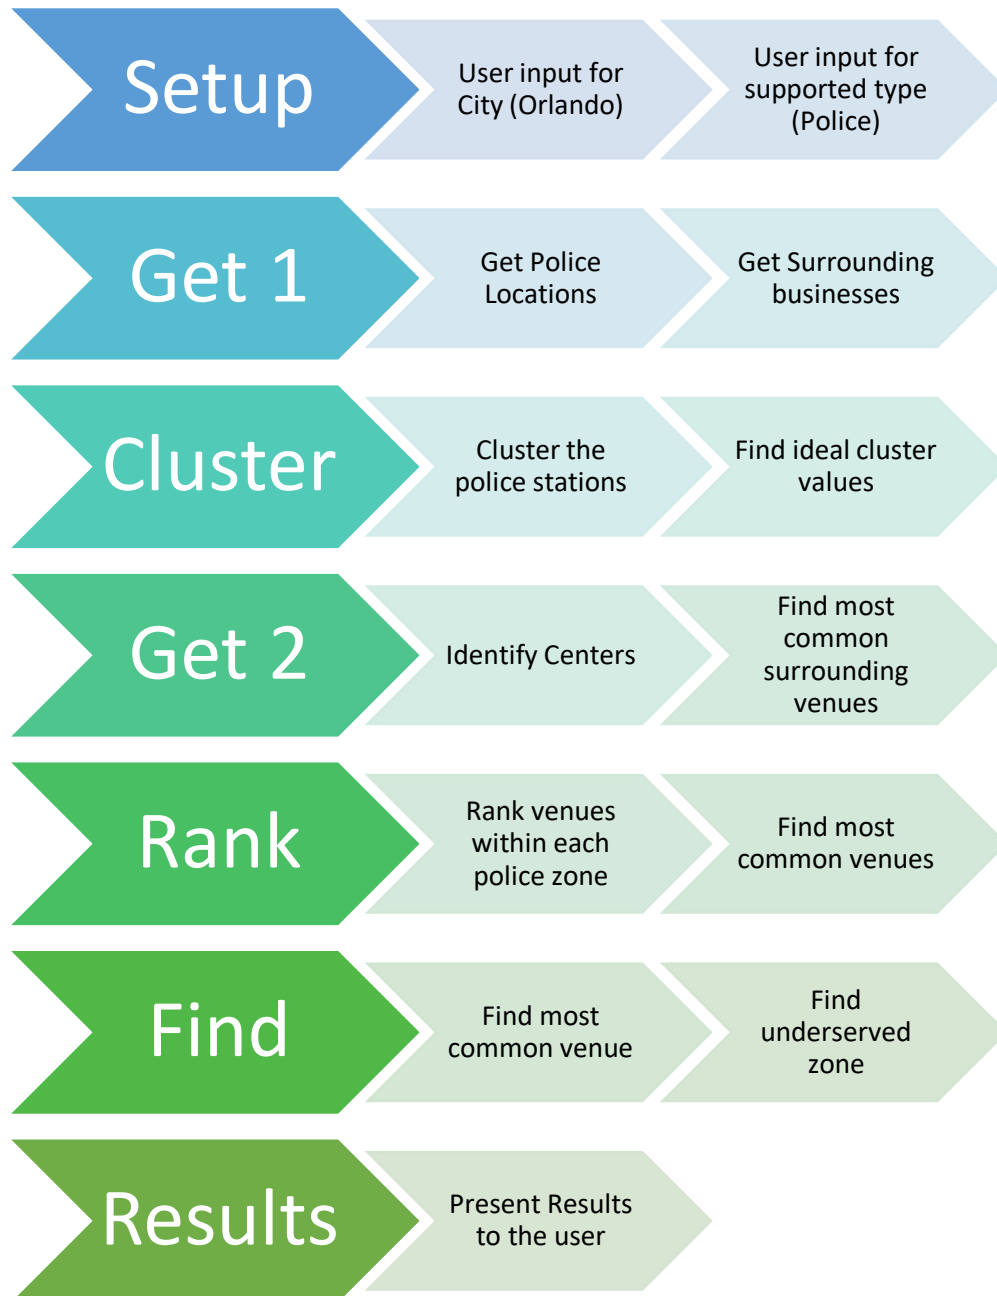 Setup
User input for
City (Orlando)
User input for
supported type
(Police)
Get 1
Get Police
Locations
Get Surrounding
businesses
Cluster
Cluster the
police stations
Find ideal cluster
values
Get 2
Identify Centers
Find most
common
surrounding
venues
Rank
Rank venues
within each
police zone
Find most
common venues
Find
Find most
common venue
Find
underserved
zone
Results
Present Results
to the user